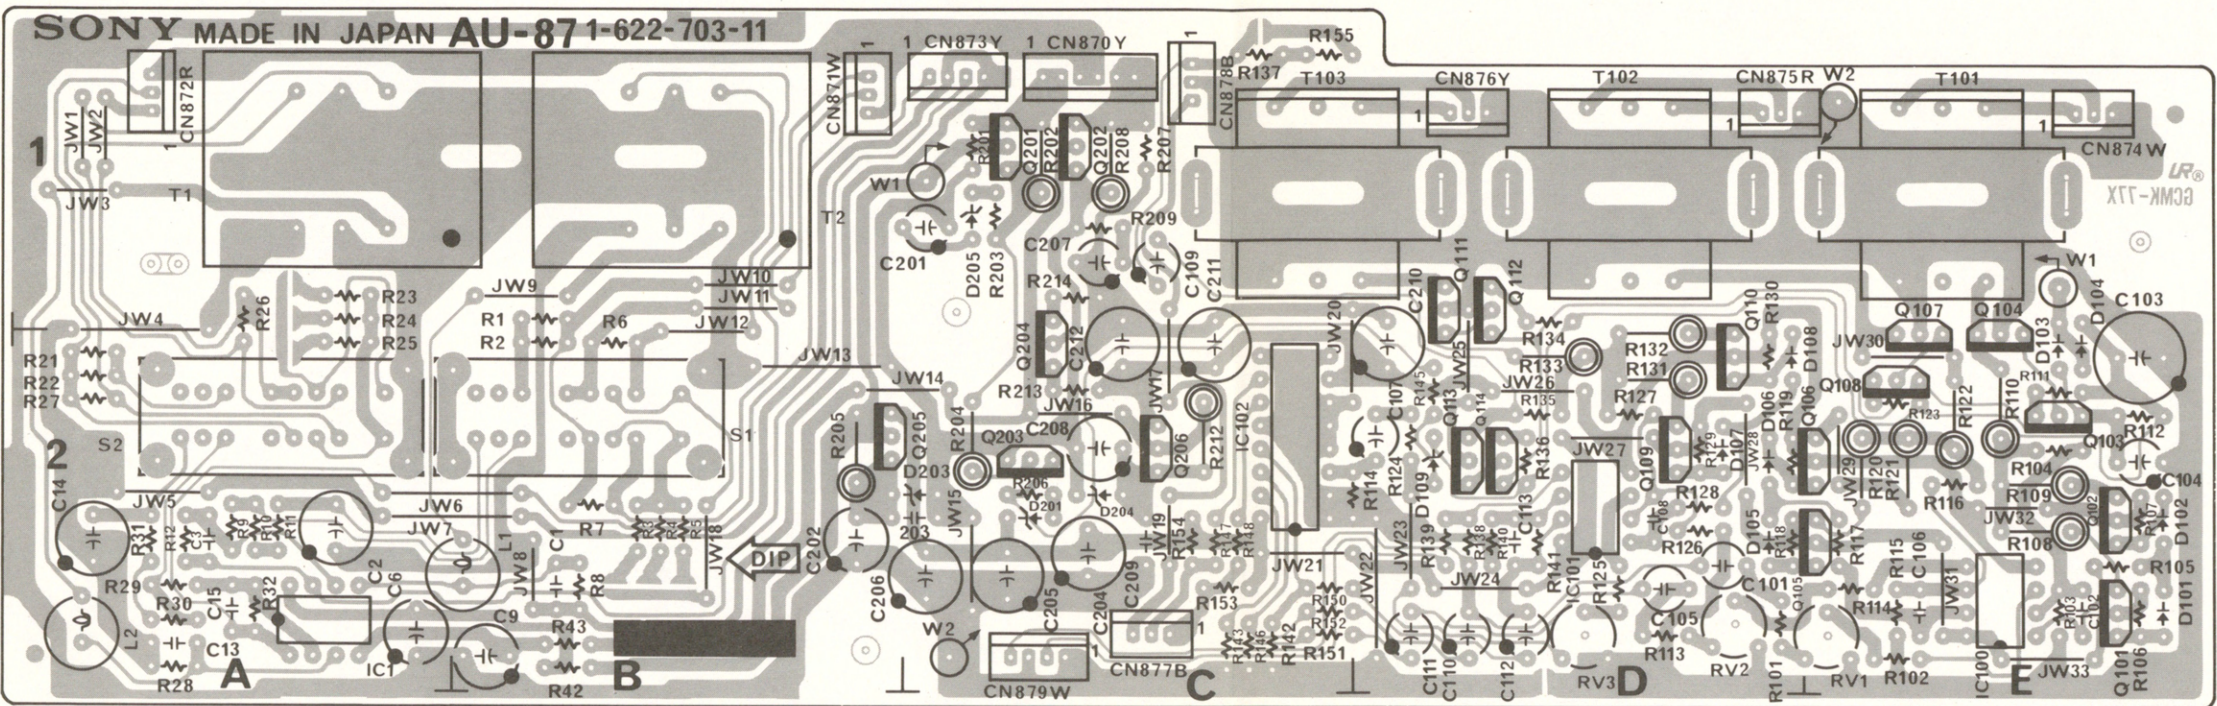 SONY MADE IN JAPAN AU-87 1-622-703-11
1 CN873Y
1 CN870Y
1
CN871W
1
CN878B
R155
R137
T103
CN876Y
1
T102
CN875R
1
W2
T101
1
CN874W
UR®
GCMK-77X
JW1
JW2
CN872R
1
1
JW3
T1
T2
W1
R201
Q201
R202
Q202
R208
R207
C201
D205
R203
C207
R209
R214
C109
C211
C210
Q111
Q112
W1
D104
C103
JW4
R26
R23
R24
R25
JW9
R1
R2
R6
JW10
JW11
JW12
JW13
JW14
Q204
C212
R213
JW16
JW17
JW20
JW25
R134
R133
R132
R131
Q110
R130
D108
JW30
Q107
Q104
D103
R21
R22
R27
S2
S1
2
R205
Q205
R204
Q203
C208
Q206
R212
IC102
C107
R145
Q113
Q114
JW26
R135
R127
D106
R119
Q106
Q108
R123
R122
R110
R111
Q103
R112
C14
JW5
JW6
JW7
R7
D203
R206
D201
D204
JW15
203
R114
R124
D109
R136
JW27
Q109
R129
D107
JW28
JW29
R120
R121
R116
R104
R109
JW32
R108
C104
Q102
R107
D102
R31
R12
C3
R9
R10
R11
C2
L1
C1
R3
R4
R5
JW18
DIP
C202
JW19
R154
R147
R148
JW21
JW22
JW23
R139
R138
R140
C113
R141
IC101
R125
R128
C108
R126
D105
R118
R117
R115
C106
JW31
R105
R29
R30
C15
R32
C6
JW8
R8
C9
C206
C205
C204
C209
R153
R150
R152
R151
JW24
C101
C105
Q105
R114
R103
C102
D101
L2
C13
R28
A
IC1
R43
R42
B
W2
1
CN879W
1
CN877B
R143
R146
R142
C
C111
C110
C112
RV3
D
R113
RV2
R101
RV1
R102
IC100
E
JW33
Q101
R106